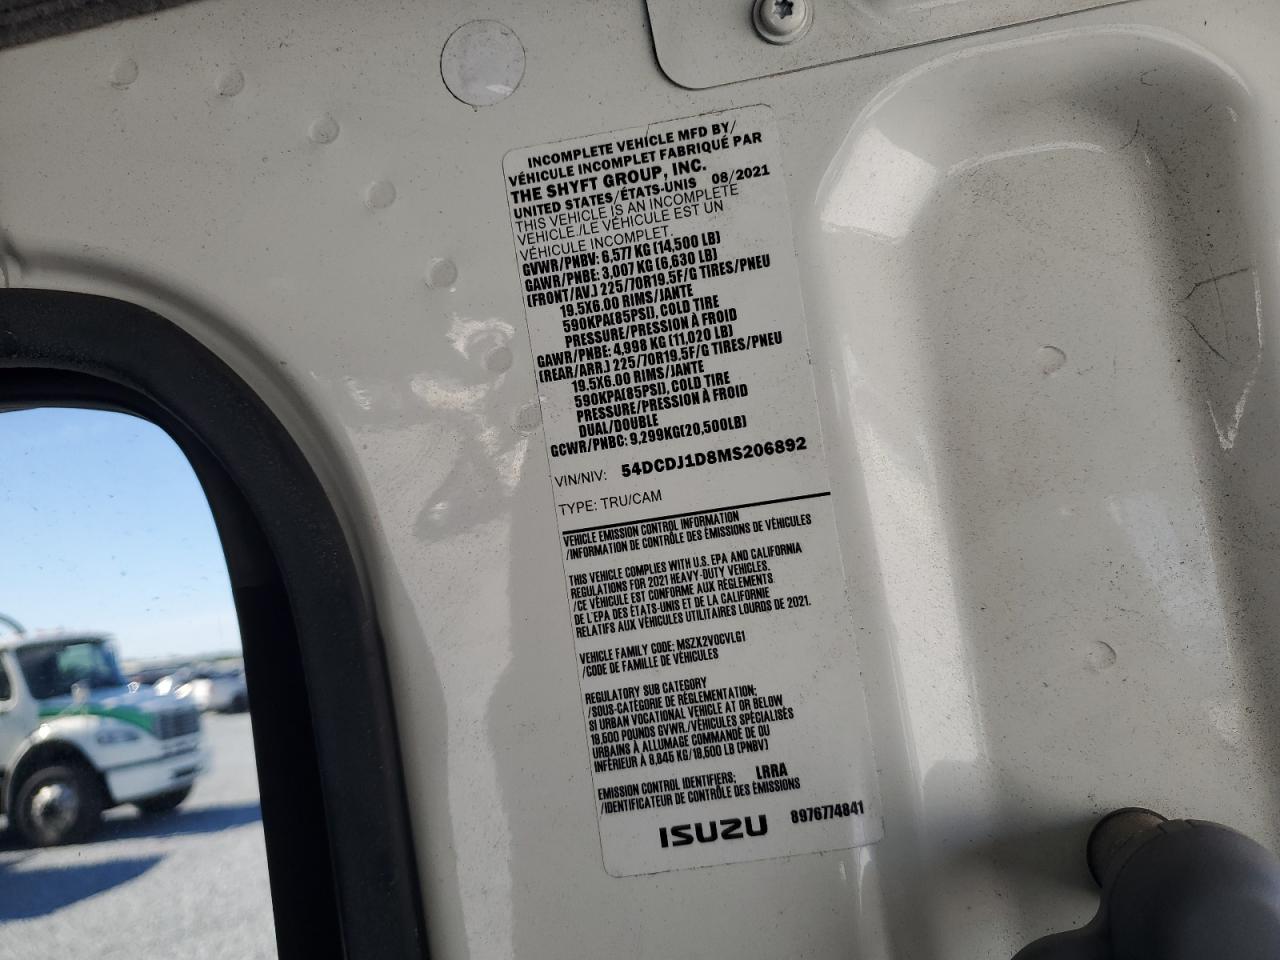 INCOMPLETE VEHICLE MFD BY/
VÉHICULE INCOMPLET FABRIQUÉ PAR
THE SHYFT GROUP, INC.
UNITED STATES/ÉTATS-UNIS 08/2021
THIS VEHICLE IS AN INCOMPLETE
VEHICLE./LE VÉHICULE EST UN
VÉHICULE INCOMPLET.
GVWR/PNBV: 6,577 KG (14,500 LB)
GAWR/PNBE: 3,007 KG (6,630 LB)
(FRONT/AV.) 225/70R19.5F/G TIRES/PNEU
19.5X6.00 RIMS/JANTE
590KPA(85PSI), COLD TIRE
PRESSURE/PRESSION À FROID
GAWR/PNBE: 4,998 KG (11,020 LB)
(REAR/ARR.) 225/70R19.5F/G TIRES/PNEU
19.5X6.00 RIMS/JANTE
590KPA(85PSI), COLD TIRE
PRESSURE/PRESSION À FROID
DUAL/DOUBLE
GCWR/PNBC: 9,299KG(20,500LB)
VIN/NIV: 54DCDJ1D8MS206892
TYPE: TRU/CAM
VEHICLE EMISSION CONTROL INFORMATION
/INFORMATION DE CONTRÔLE DES ÉMISSIONS DE VÉHICULES
THIS VEHICLE COMPLIES WITH U.S. EPA AND CALIFORNIA
REGULATIONS FOR 2021 HEAVY-DUTY VEHICLES.
/CE VÉHICULE EST CONFORME AUX RÈGLEMENTS
DE L'EPA DES ÉTATS-UNIS ET DE LA CALIFORNIE
RELATIFS AUX VÉHICULES UTILITAIRES LOURDS DE 2021.
VEHICLE FAMILY CODE: MSZX2VOCVLG1
/CODE DE FAMILLE DE VÉHICULES
REGULATORY SUB CATEGORY
/SOUS-CATÉGORIE DE RÉGLEMENTATION:
SI URBAN VOCATIONAL VEHICLE AT OR BELOW
19,500 POUNDS GVWR./VÉHICULES SPÉCIALISÉS
URBAINS À ALLUMAGE COMMANDÉ DE OU
INFÉRIEUR À 8,845 KG/19,500 LB (PNBV)
EMISSION CONTROL IDENTIFIERS: LRRA
/IDENTIFICATEUR DE CONTRÔLE DES ÉMISSIONS
ISUZU 8976774841